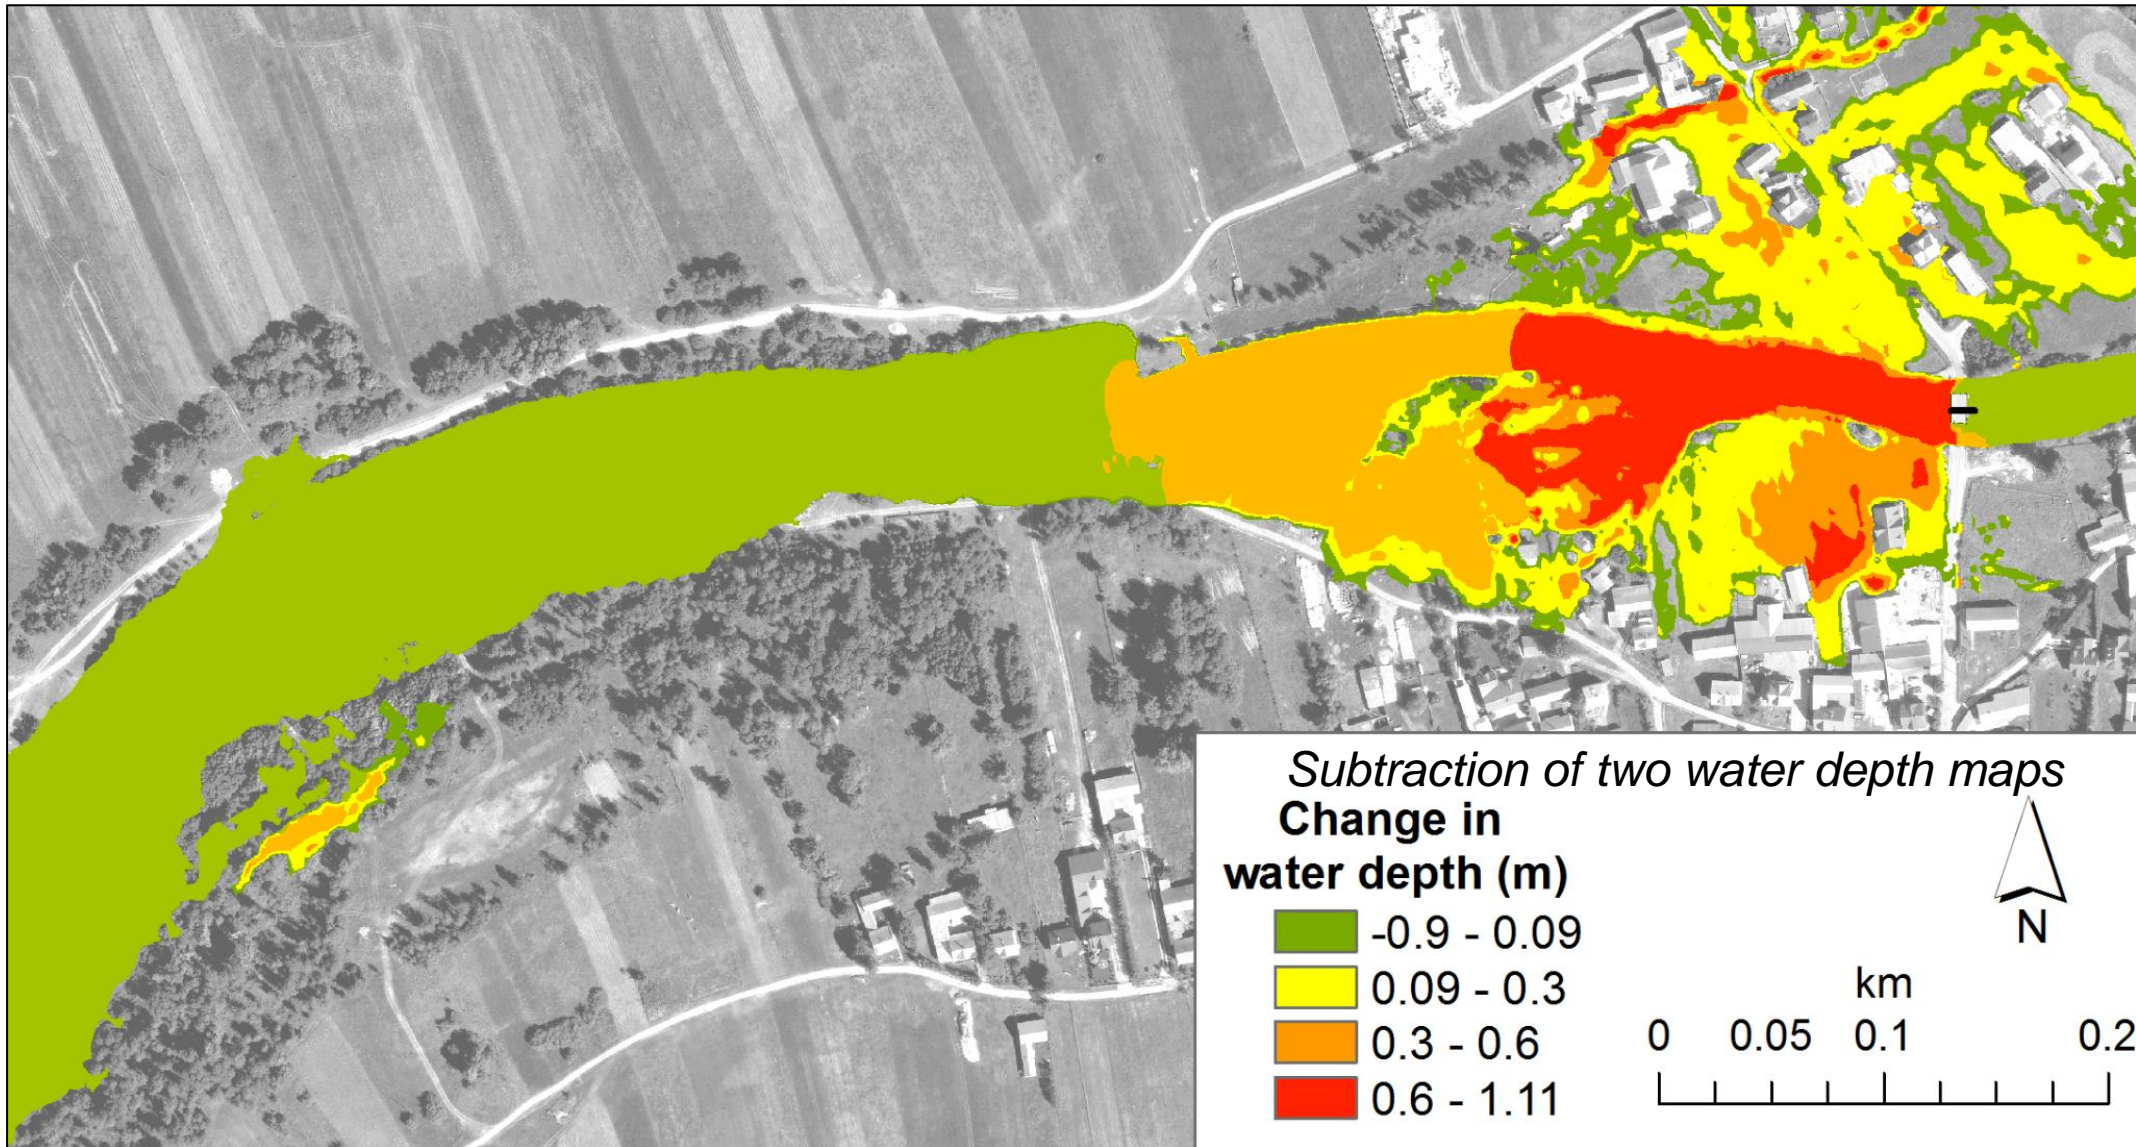 Subtraction of two water depth maps
Change in
water depth (m)
-0.9 - 0.09
0.09 - 0.3
0.3 - 0.6
0.6 - 1.11
N
km
0 0.05 0.1 0.2